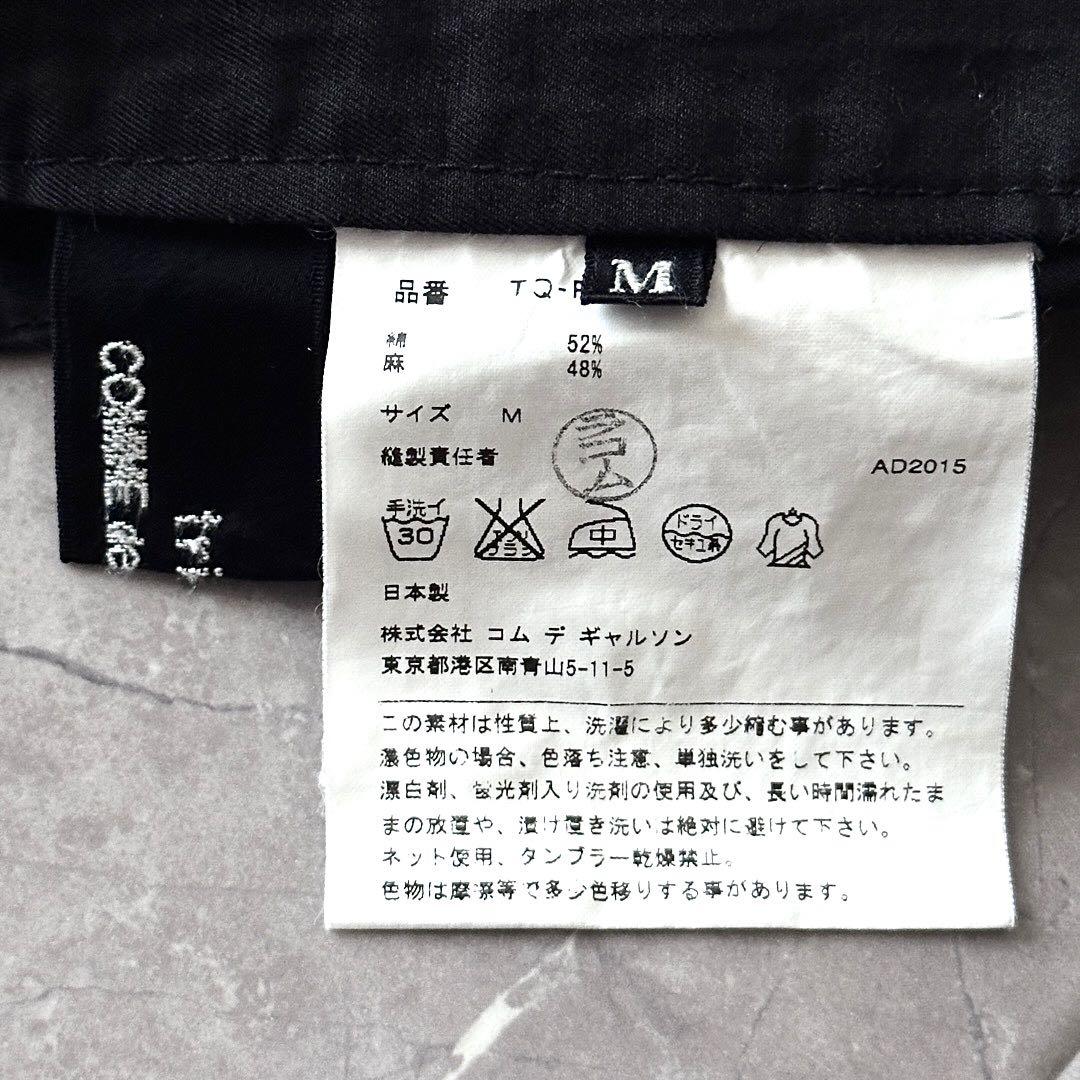 COMME de
M
品番 TQ-P
綿 52%
麻 48%
サイズ M
縫製責任者
AD2015
手洗イ
30
中
ドライ
セキユ系
日本製
株式会社 コム デ ギャルソン
東京都港区南青山5-11-5
この素材は性質上、洗濯により多少縮む事があります。
濃色物の場合、色落ち注意、単独洗いをして下さい。
漂白剤、蛍光剤入り洗剤の使用及び、長い時間濡れたま
まの放置や、漬け置き洗いは絶対に避けて下さい。
ネット使用、タンブラー乾燥禁止。
色物は摩擦等で多少色移りする事があります。